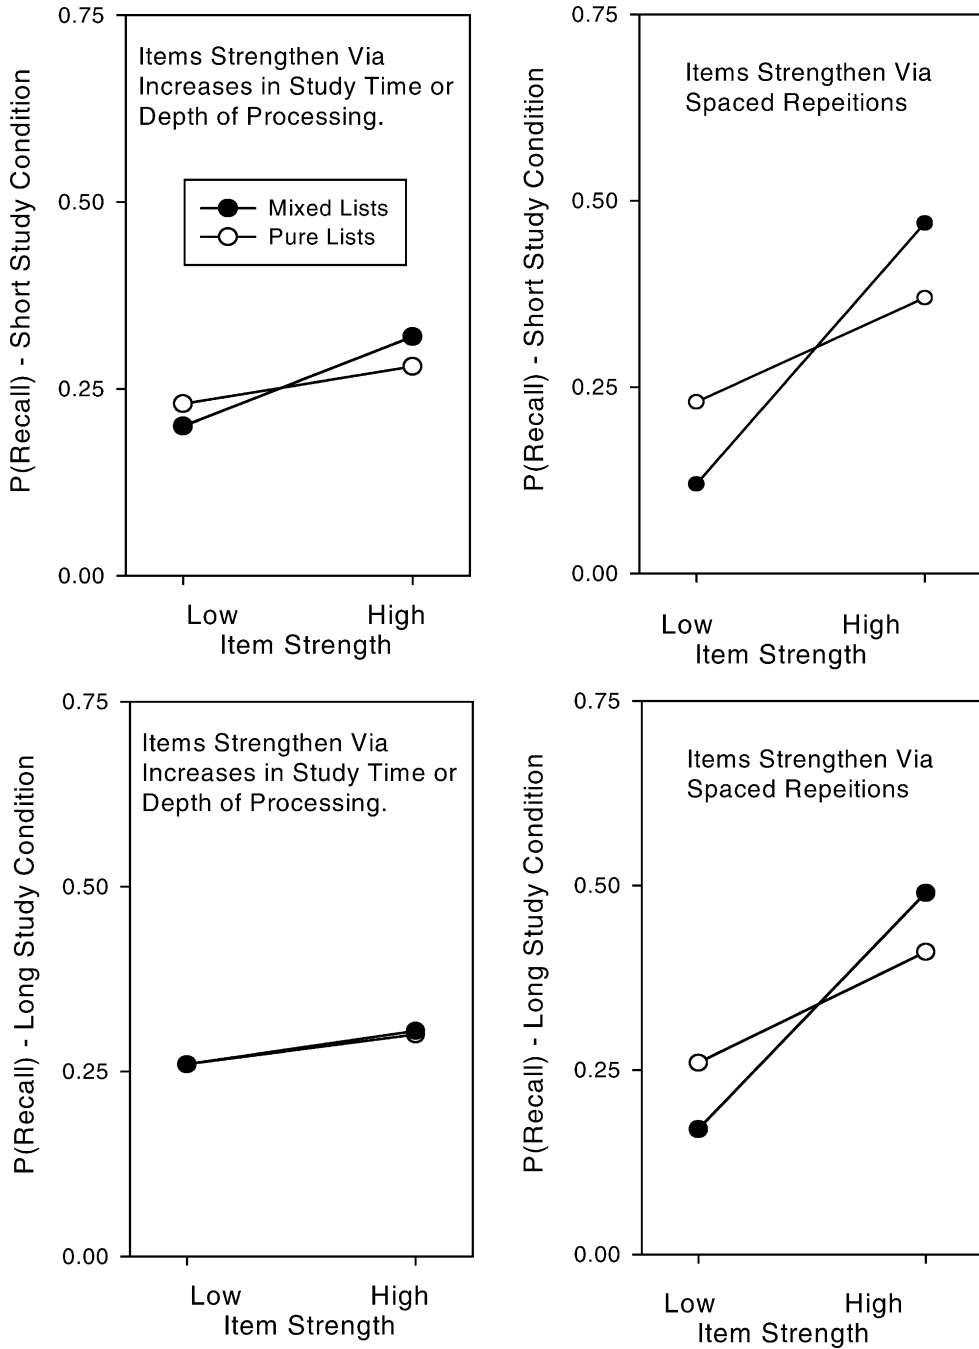 0.75
Items Strengthen Via
Increases in Study Time or
Depth of Processing.
Mixed Lists
Pure Lists
0.50
0.25
0.00
P(Recall) - Short Study Condition
Low
High
Item Strength
0.75
Items Strengthen Via
Spaced Repeitions
0.50
0.25
0.00
P(Recall) - Short Study Condition
Low
High
Item Strength
0.75
Items Strengthen Via
Increases in Study Time or
Depth of Processing.
0.50
0.25
0.00
P(Recall) - Long Study Condition
Low
High
Item Strength
0.75
Items Strengthen Via
Spaced Repeitions
0.50
0.25
0.00
P(Recall) - Long Study Condition
Low
High
Item Strength